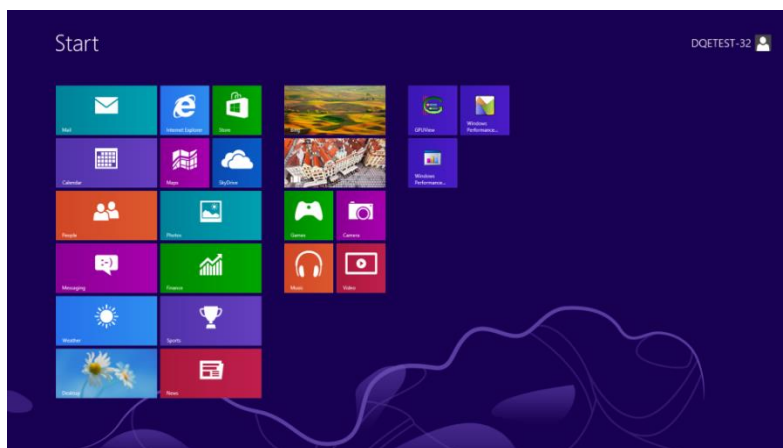 Start
DQETEST-32
Mail
Internet Explorer
Store
Bing
GPUView
Windows
Performance...
Calendar
Maps
SkyDrive
Windows
Performance...
People
Photos
Games
Camera
Messaging
Finance
Music
Video
Weather
Sports
Desktop
News